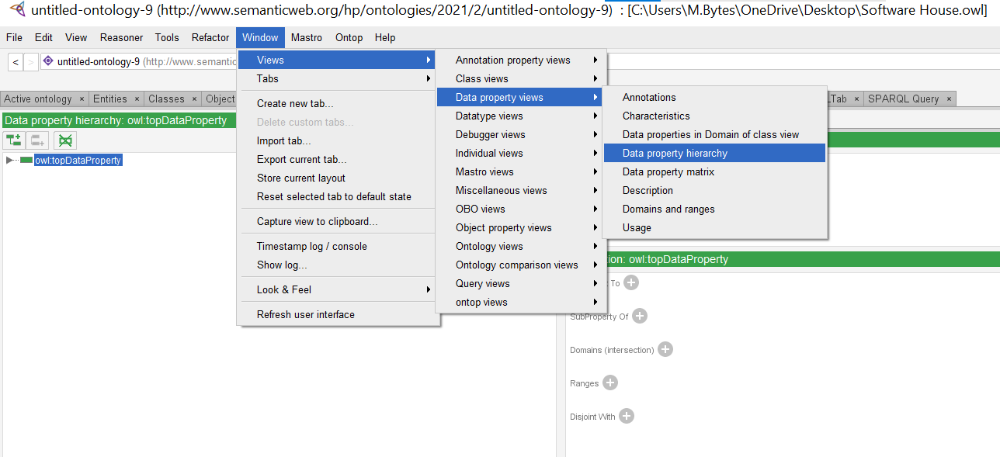 untitled-ontology-9 (http://www.semanticweb.org/hp/ontologies/2021/2/untitled-ontology-9) : [C:\Users\M.Bytes\OneDrive\Desktop\Software House.owl]
File Edit View Reasoner Tools Refactor Window Mastro Ontop Help
< > untitled-ontology-9 (http://www.semantic
Active ontology × Entities × Classes × Object LTab × SPARQL Query ×
Data property hierarchy: owl:topDataProperty
owl:topDataProperty
Views
Tabs
Create new tab...
Delete custom tabs...
Import tab...
Export current tab...
Store current layout
Reset selected tab to default state
Capture view to clipboard...
Timestamp log / console
Show log...
Look & Feel
Refresh user interface
Annotation property views
Class views
Data property views
Datatype views
Debugger views
Individual views
Mastro views
Miscellaneous views
OBO views
Object property views
Ontology views
Ontology comparison views
Query views
ontop views
Annotations
Characteristics
Data properties in Domain of class view
Data property hierarchy
Data property matrix
Description
Domains and ranges
Usage
ion: owl:topDataProperty
To
SubProperty Of
Domains (intersection)
Ranges
Disjoint With